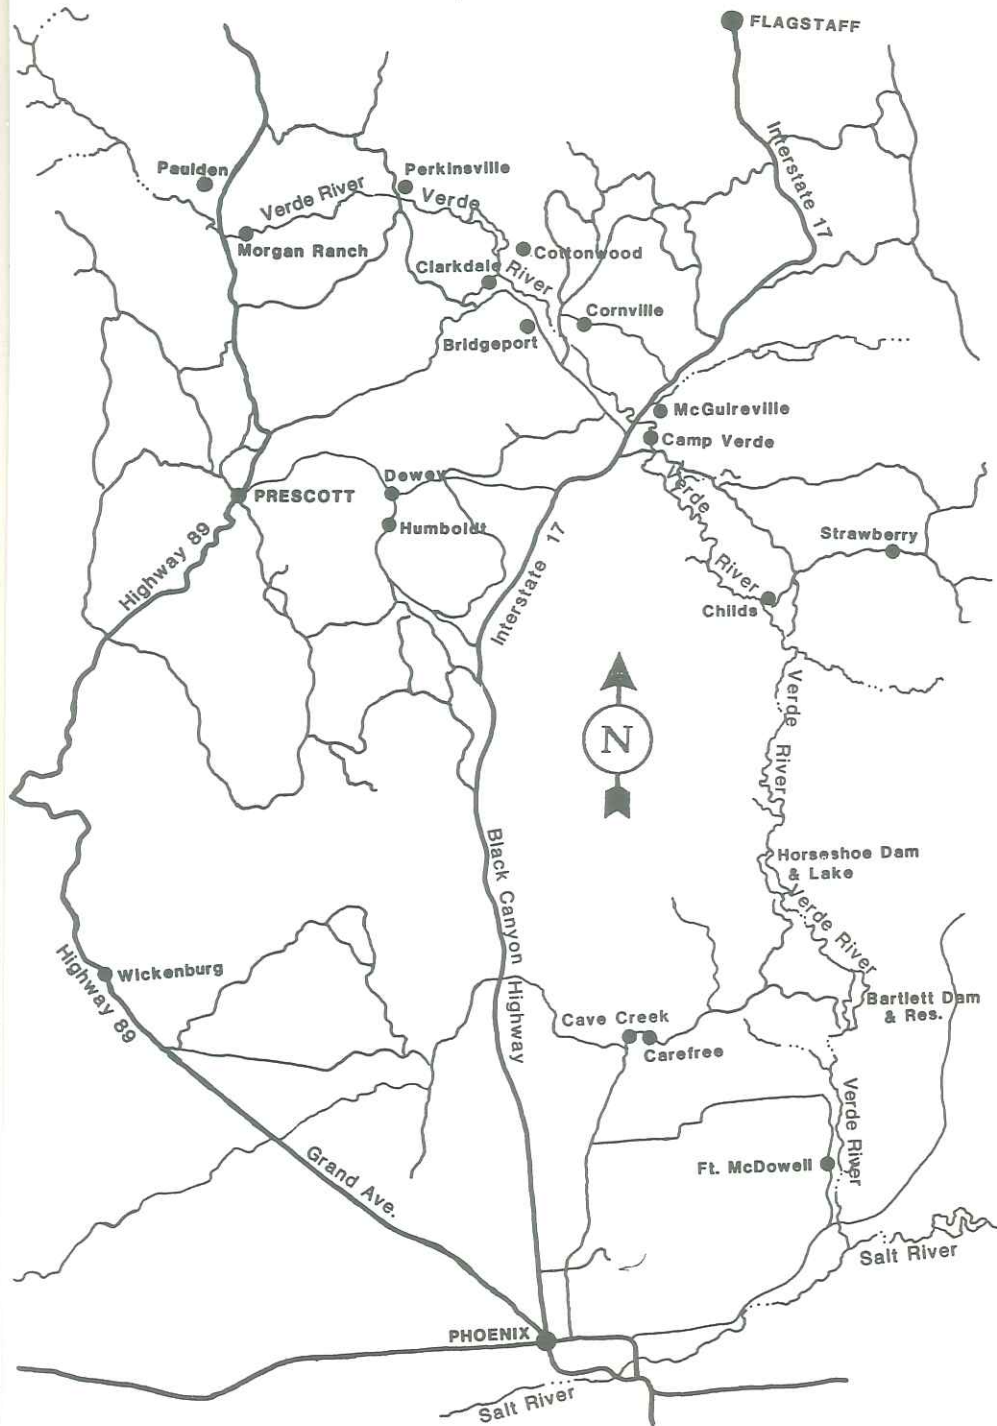 FLAGSTAFF
Interstate 17
Paulden
Perkinsville
Verde River
Verde
River
Morgan Ranch
Cottonwood
Clarkdale
Cornville
Bridgeport
McGuireville
Camp Verde
Dewey
PRESCOTT
Verde
River
Humboldt
Highway 89
Interstate 17
Strawberry
Childs
Verde
River
N
Horseshoe Dam
& Lake
Black Canyon
Highway
Verde River
Wickenburg
Highway 89
Bartlett Dam
& Res.
Cave Creek
Carefree
Verde River
Ft. McDowell
Grand Ave.
Salt River
PHOENIX
Salt River